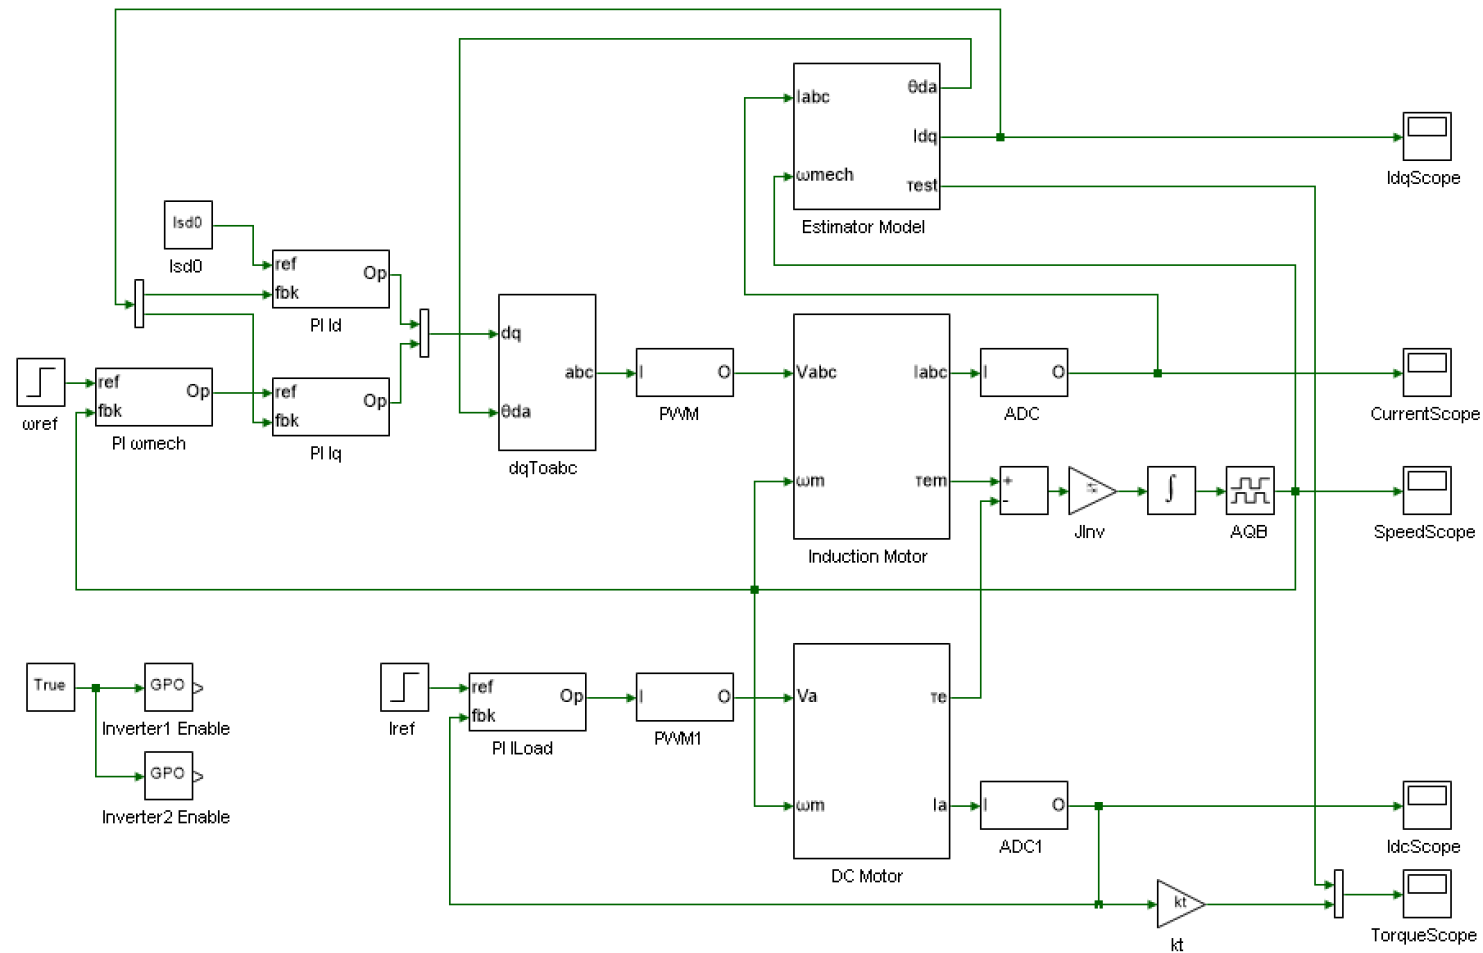 Iabc
θda
Idq
ωmech
τest
Estimator Model
IdqScope
Isd0
Isd0
ref
fbk
Op
PI Id
ωref
ref
fbk
Op
PI ωmech
ref
fbk
Op
PI Iq
dq
abc
θda
dqToabc
I
O
PWM
Vabc
Iabc
ωm
τem
Induction Motor
I
O
ADC
CurrentScope
+
-
JInv
∫
AQB
SpeedScope
True
GPO
Inverter1 Enable
GPO
Inverter2 Enable
Iref
ref
fbk
Op
PI ILoad
I
O
PWM1
Va
τe
ωm
Ia
DC Motor
I
O
ADC1
IdcScope
kt
kt
TorqueScope